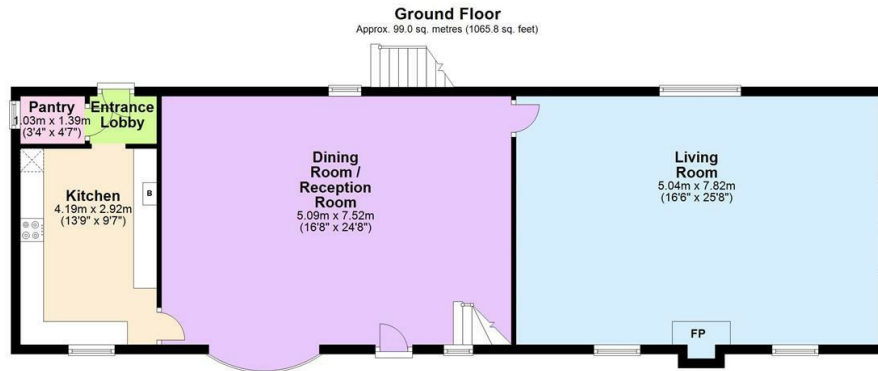 Ground Floor
Approx. 99.0 sq. metres (1065.8 sq. feet)
Pantry
1.03m x 1.39m
(3'4" x 4'7")
Entrance
Lobby
Kitchen
4.19m x 2.92m
(13'9" x 9'7")
B
Dining
Room /
Reception
Room
5.09m x 7.52m
(16'8" x 24'8")
Living
Room
5.04m x 7.82m
(16'6" x 25'8")
FP